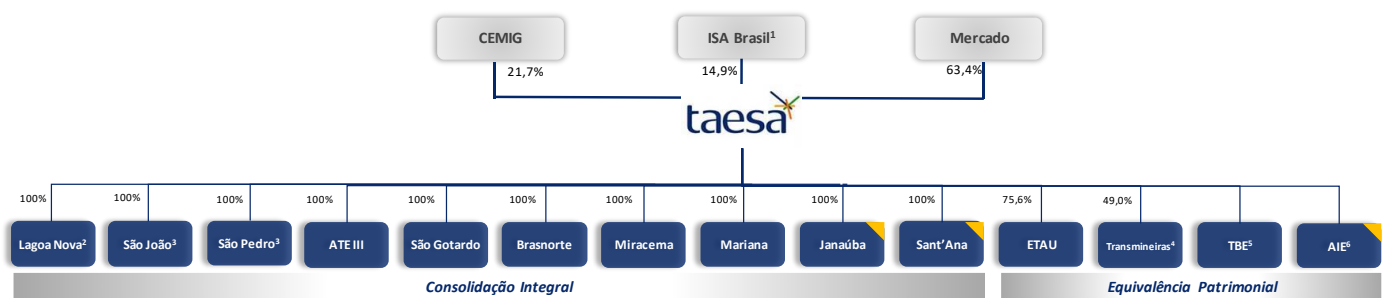 CEMIG
ISA Brasil¹
Mercado
21,7%
14,9%
63,4%
taesa
100%
100%
100%
100%
100%
100%
100%
100%
100%
100%
75,6%
49,0%
Lagoa Nova²
São João³
São Pedro³
ATE III
São Gotardo
Brasnorte
Miracema
Mariana
Janaúba
Sant’Ana
ETAU
Transmineiras⁴
TBE⁵
AIE⁶
Consolidação Integral
Equivalência Patrimonial